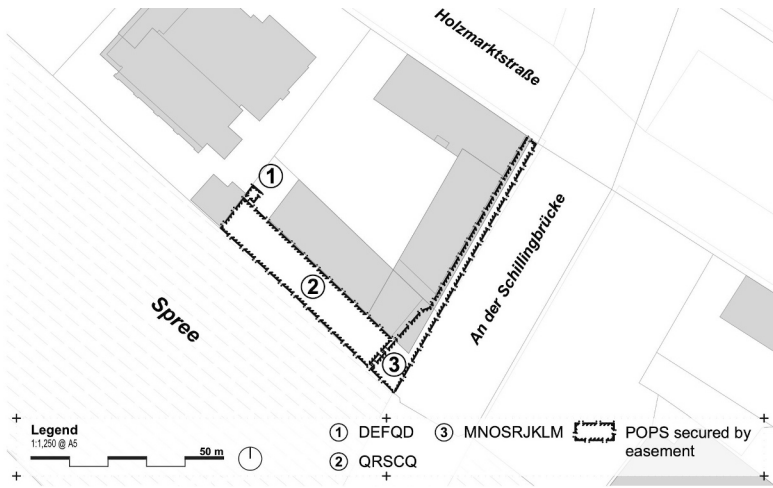 Holzmarktstraße
①
②
An der Schillingbrücke
Spree
③
Legend
1:1,250 @ A5
50 m
① DEFQD
② QRSCQ
③ MNOSRJKLM
POPS secured by
easement